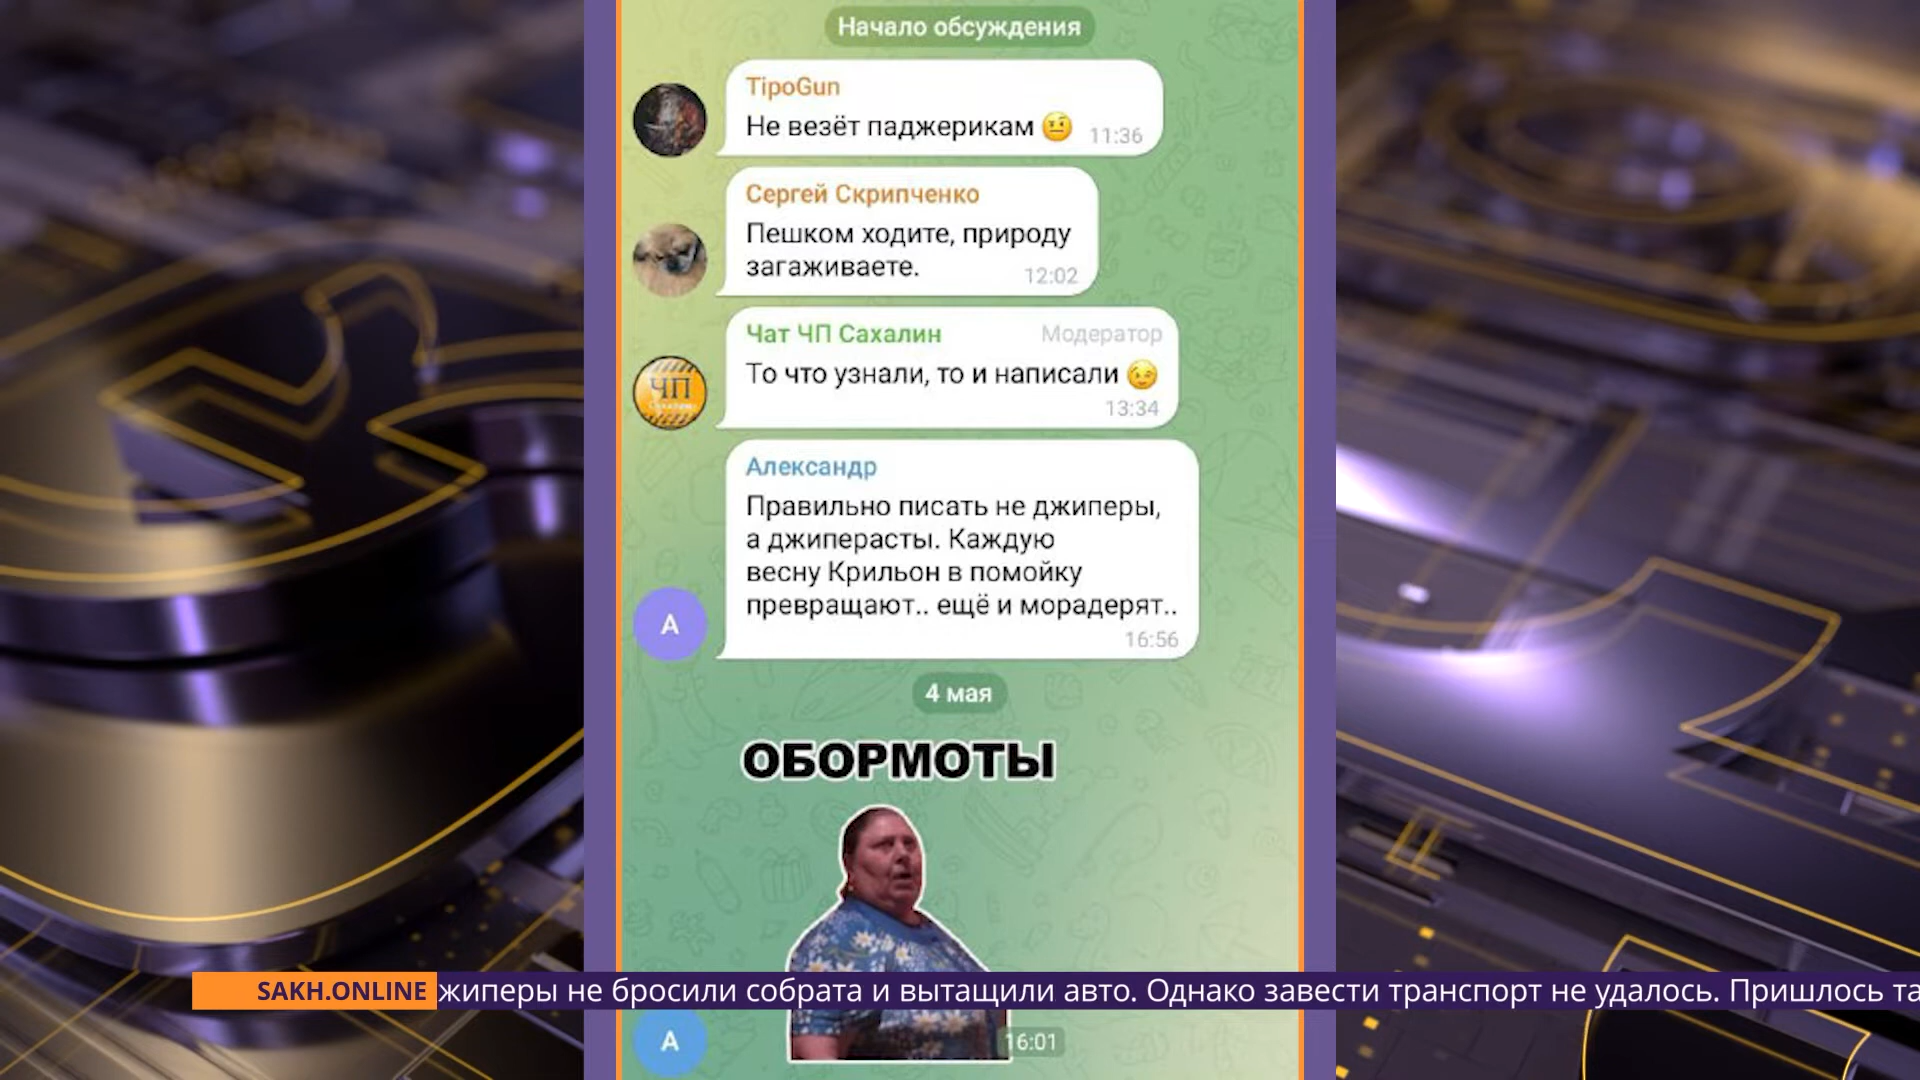 Начало обсуждения
TipoGun
Не везёт паджерикам
11:36
Сергей Скрипченко
Пешком ходите, природу
загаживаете.
12:02
Чат ЧП Сахалин
Модератор
ЧП
То что узнали, то и написали
13:34
Александр
Правильно писать не джиперы,
а джиперасты. Каждую
весну Крильон в помойку
превращают.. ещё и морадерят..
А
16:56
4 мая
ОБОРМОТЫ
SAKH.ONLINE
жиперы не бросили собрата и вытащили авто. Однако завести транспорт не удалось. Пришлось та
А
16:01